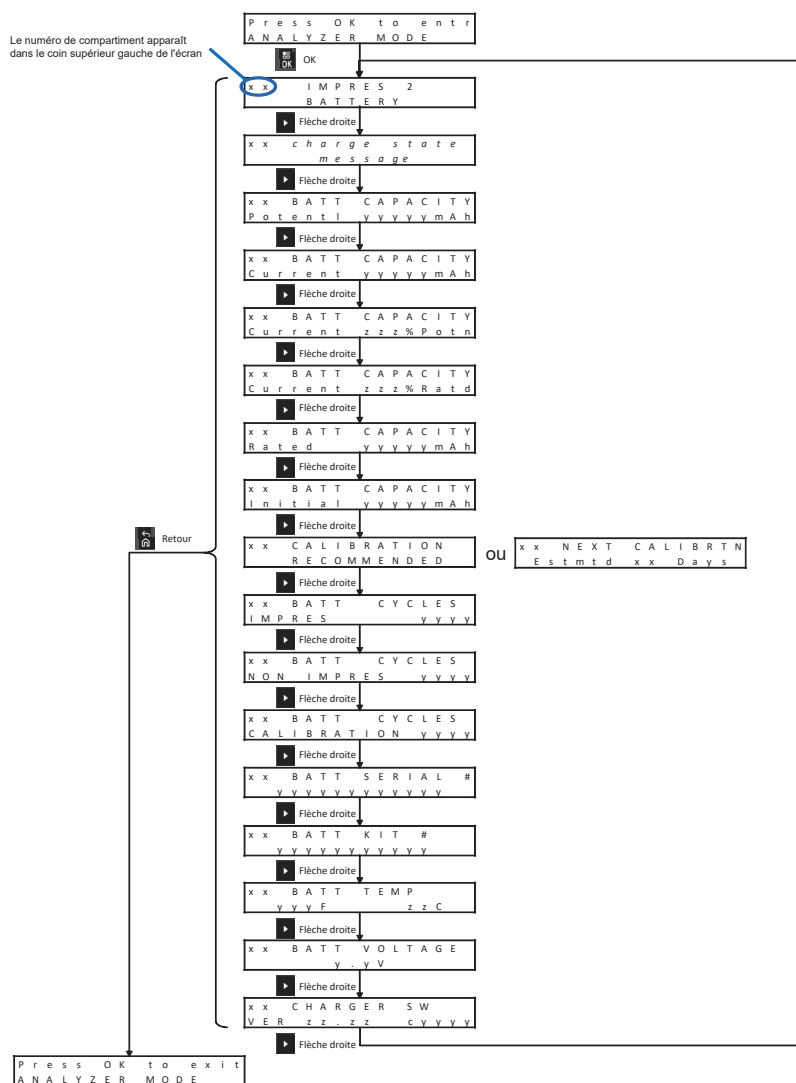 Press OK to entr
ANALYZER MODE
Le numéro de compartiment apparaît
dans le coin supérieur gauche de l'écran
OK
OK
xx IMPRES 2
BATTERY
Flèche droite
xx charge state
message
Flèche droite
xx BATT CAPACITY
Potentl yyyyymAh
Flèche droite
xx BATT CAPACITY
Current yyyyymAh
Flèche droite
xx BATT CAPACITY
Current zzz%Potn
Flèche droite
xx BATT CAPACITY
Current zzz%Ratd
Flèche droite
xx BATT CAPACITY
Rated yyyyymAh
Flèche droite
xx BATT CAPACITY
Initial yyyyymAh
Flèche droite
Retour
xx CALIBRATION
RECOMMENDED
ou
xx NEXT CALIBRTN
Estmtd xx Days
Flèche droite
xx BATT CYCLES
IMPRES yyyy
Flèche droite
xx BATT CYCLES
NON IMPRES yyyy
Flèche droite
xx BATT CYCLES
CALIBRATION yyyy
Flèche droite
xx BATT SERIAL #
yyyyyyyyyyyy
Flèche droite
xx BATT KIT #
yyyyyyyyyyy
Flèche droite
xx BATT TEMP
yyyF zzC
Flèche droite
xx BATT VOLTAGE
y.yV
Flèche droite
xx CHARGER SW
VER zz.zz cyyyy
Flèche droite
Press OK to exit
ANALYZER MODE